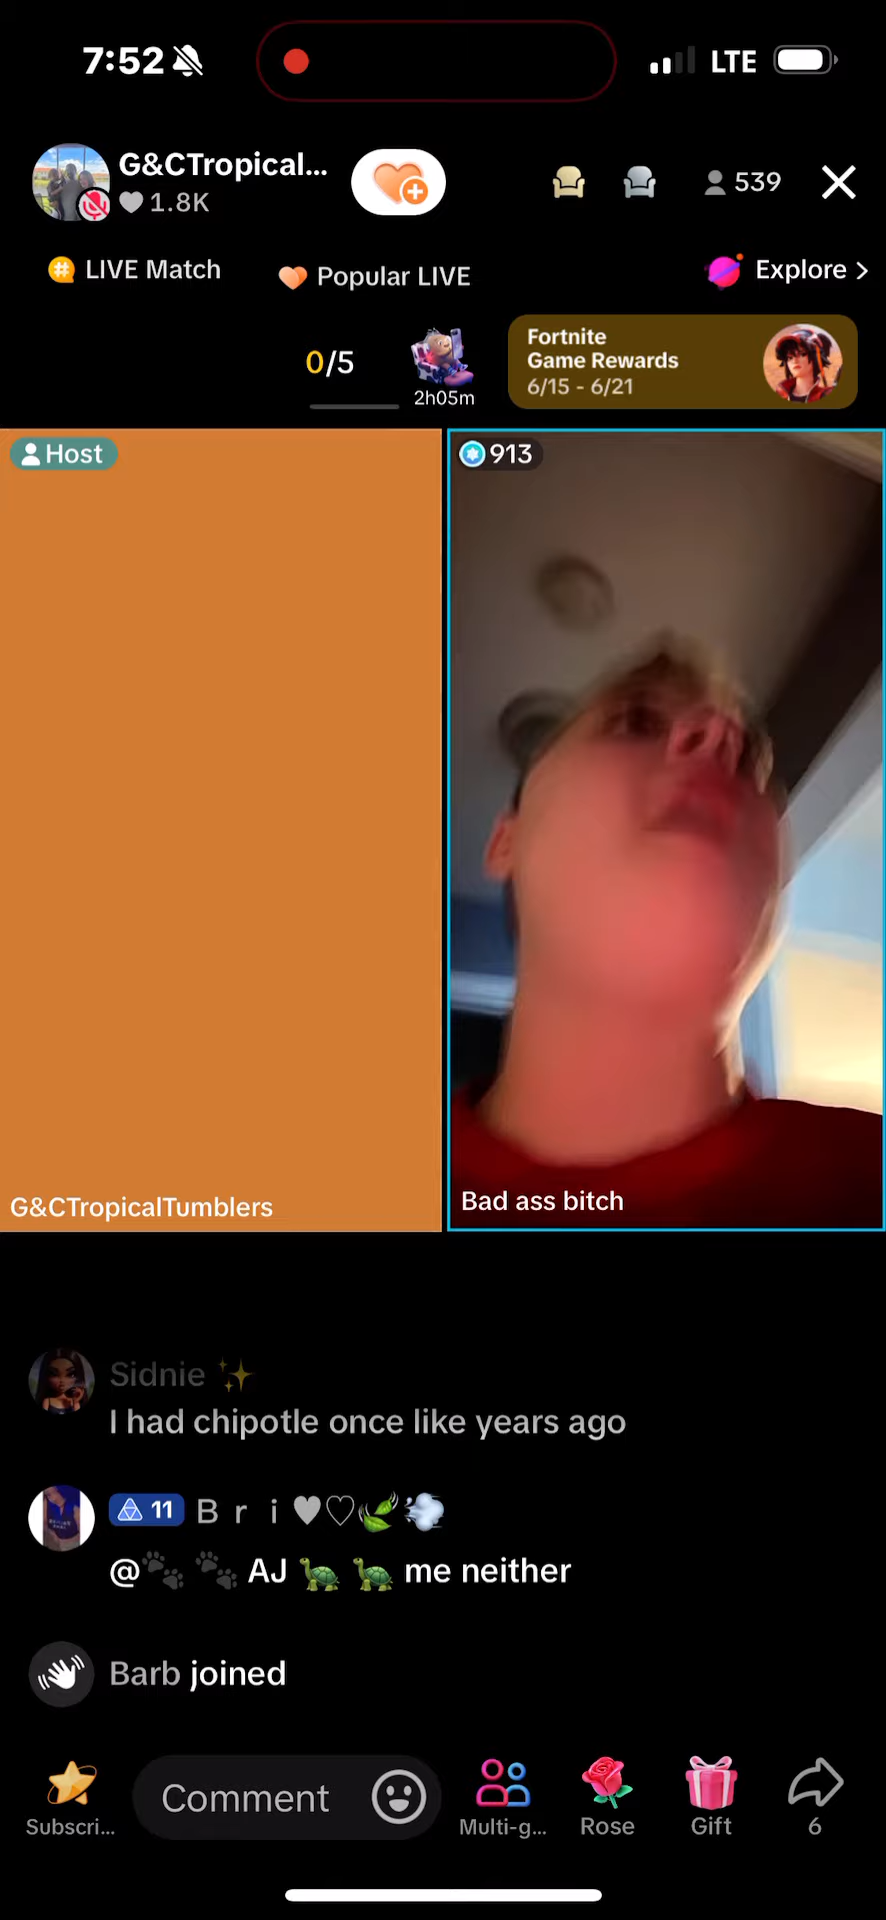 7:52
LTE
G&CTropical...
1.8K
539
LIVE Match
Popular LIVE
Explore >
0/5
2h05m
Fortnite
Game Rewards
6/15 - 6/21
Host
913
G&CTropicalTumblers
Bad ass bitch
Sidnie ✨
I had chipotle once like years ago
11 B r i 🤍♡🍃💨
@🐾 🐾 AJ 🐢 🐢 me neither
Barb joined
Comment
Subscri...
Multi-g...
Rose
Gift
6